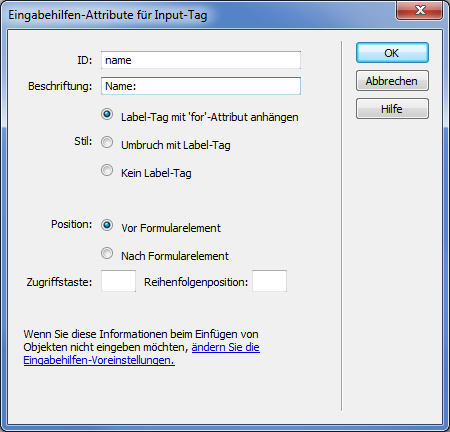 Eingabehilfen-Attribute für Input-Tag
ID: name
OK
Beschriftung: Name:
Abbrechen
Hilfe
Label-Tag mit 'for'-Attribut anhängen
Stil: Umbruch mit Label-Tag
Kein Label-Tag
Position: Vor Formularelement
Nach Formularelement
Zugriffstaste: Reihenfolgenposition:
Wenn Sie diese Informationen beim Einfügen von
Objekten nicht eingeben möchten, ändern Sie die
Eingabehilfen-Voreinstellungen.